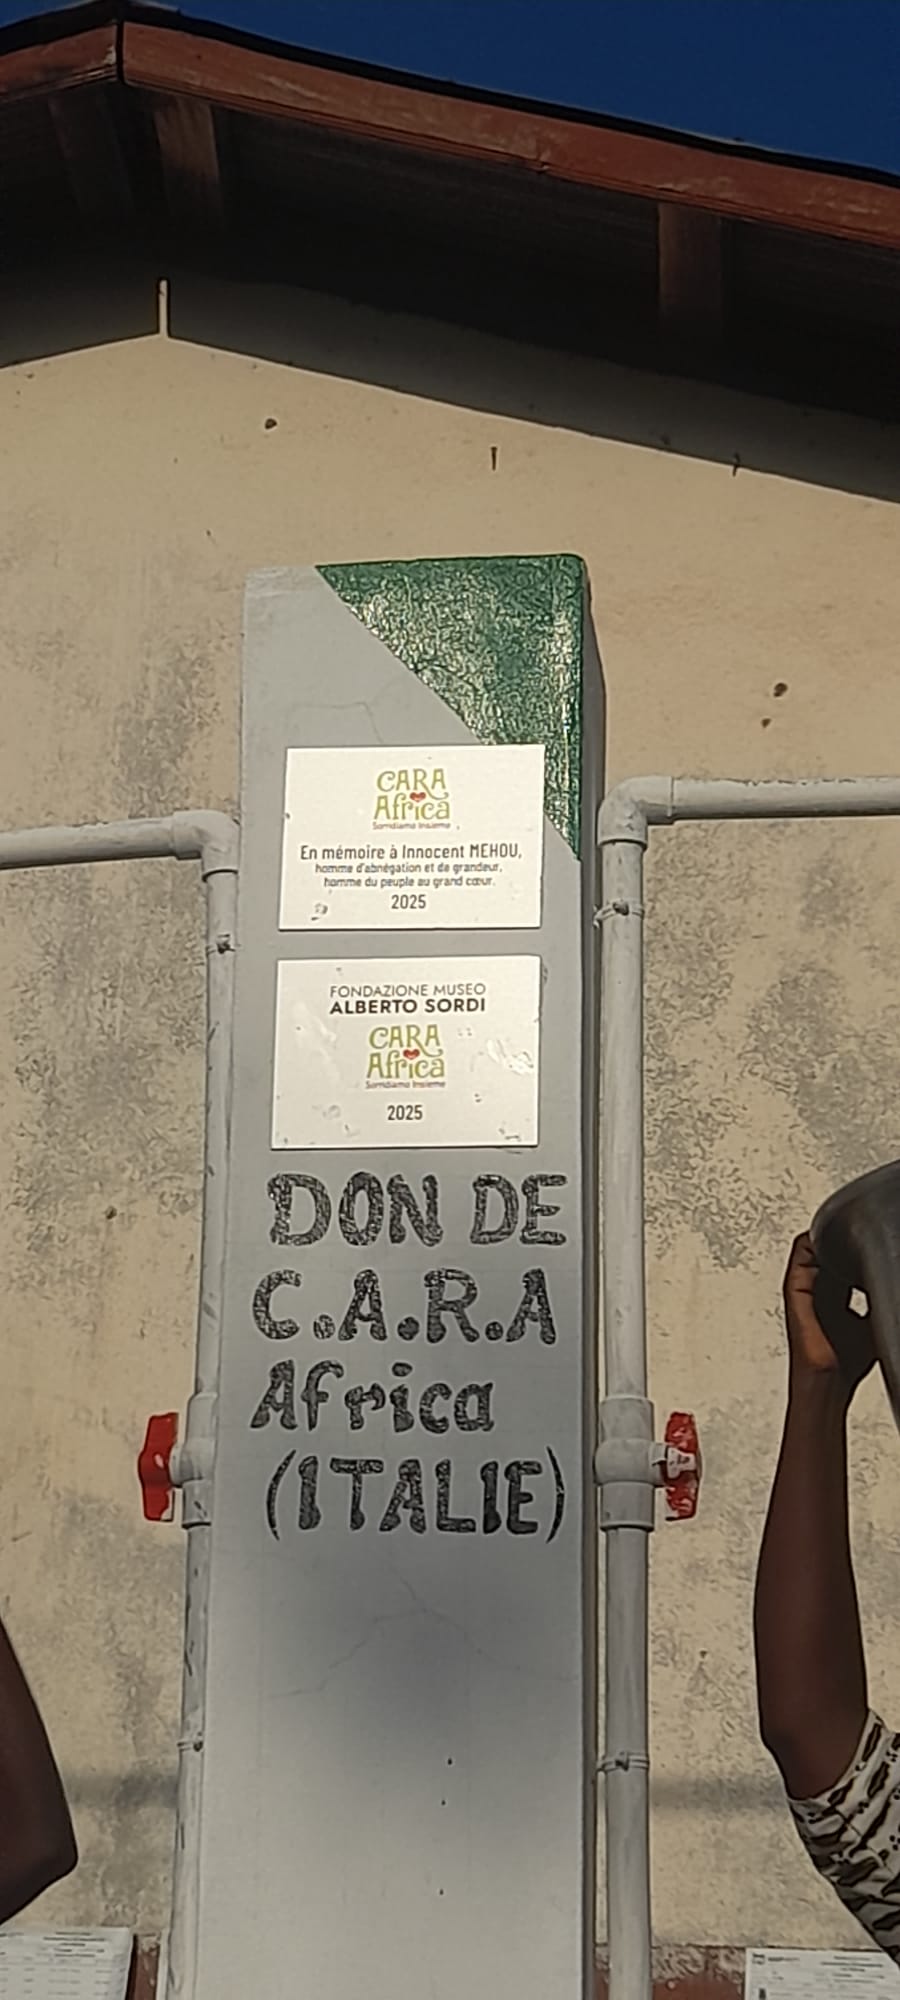 CARA
Africa
Sorridiamo Insieme
En mémoire à Innocent MEHOU,
homme d'abnégation et de grandeur,
homme du peuple au grand cœur.
2025
FONDAZIONE MUSEO
ALBERTO SORDI
CARA
Africa
Sorridiamo Insieme
2025
DON DE
C.A.R.A
Africa
(ITALIE)